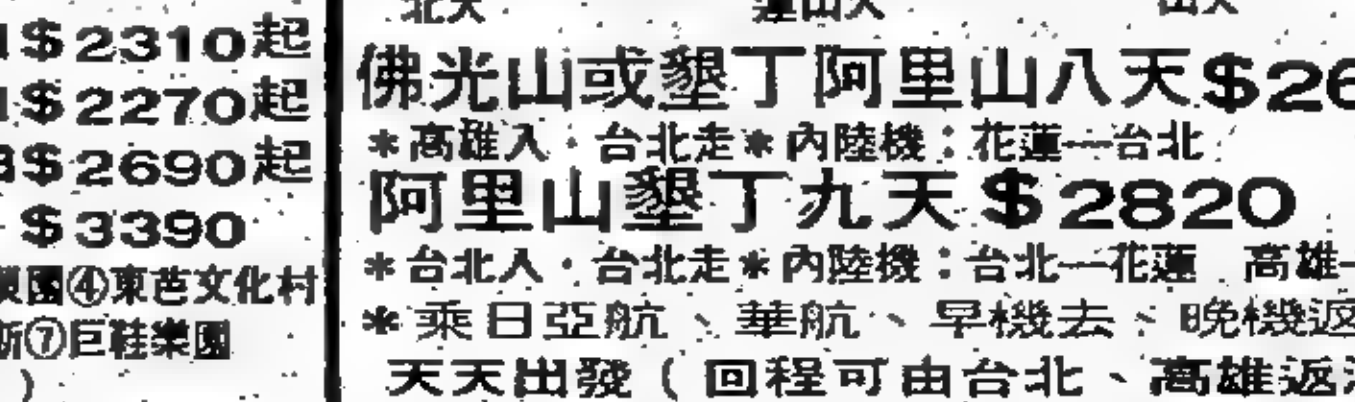 $2310起
$2270起
$2690起
$3390
樂園④東芭文化村
⑦巨鞋樂園
)
佛光山或墾丁阿里山八天$26
*高雄入·台北走*內陸機：花蓮—台北
阿里山墾丁九天$2820
*台北入·台北走*內陸機：台北—花蓮 高雄—
*乘日亞航、華航、早機去、晚機返
天天出發(回程可由台北、高雄返